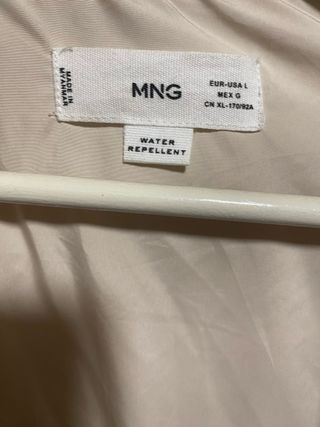 MADE IN
MYANMAR
MNG
EUR-USA L
MEX G
CN XL-170/92A
WATER
REPELLENT